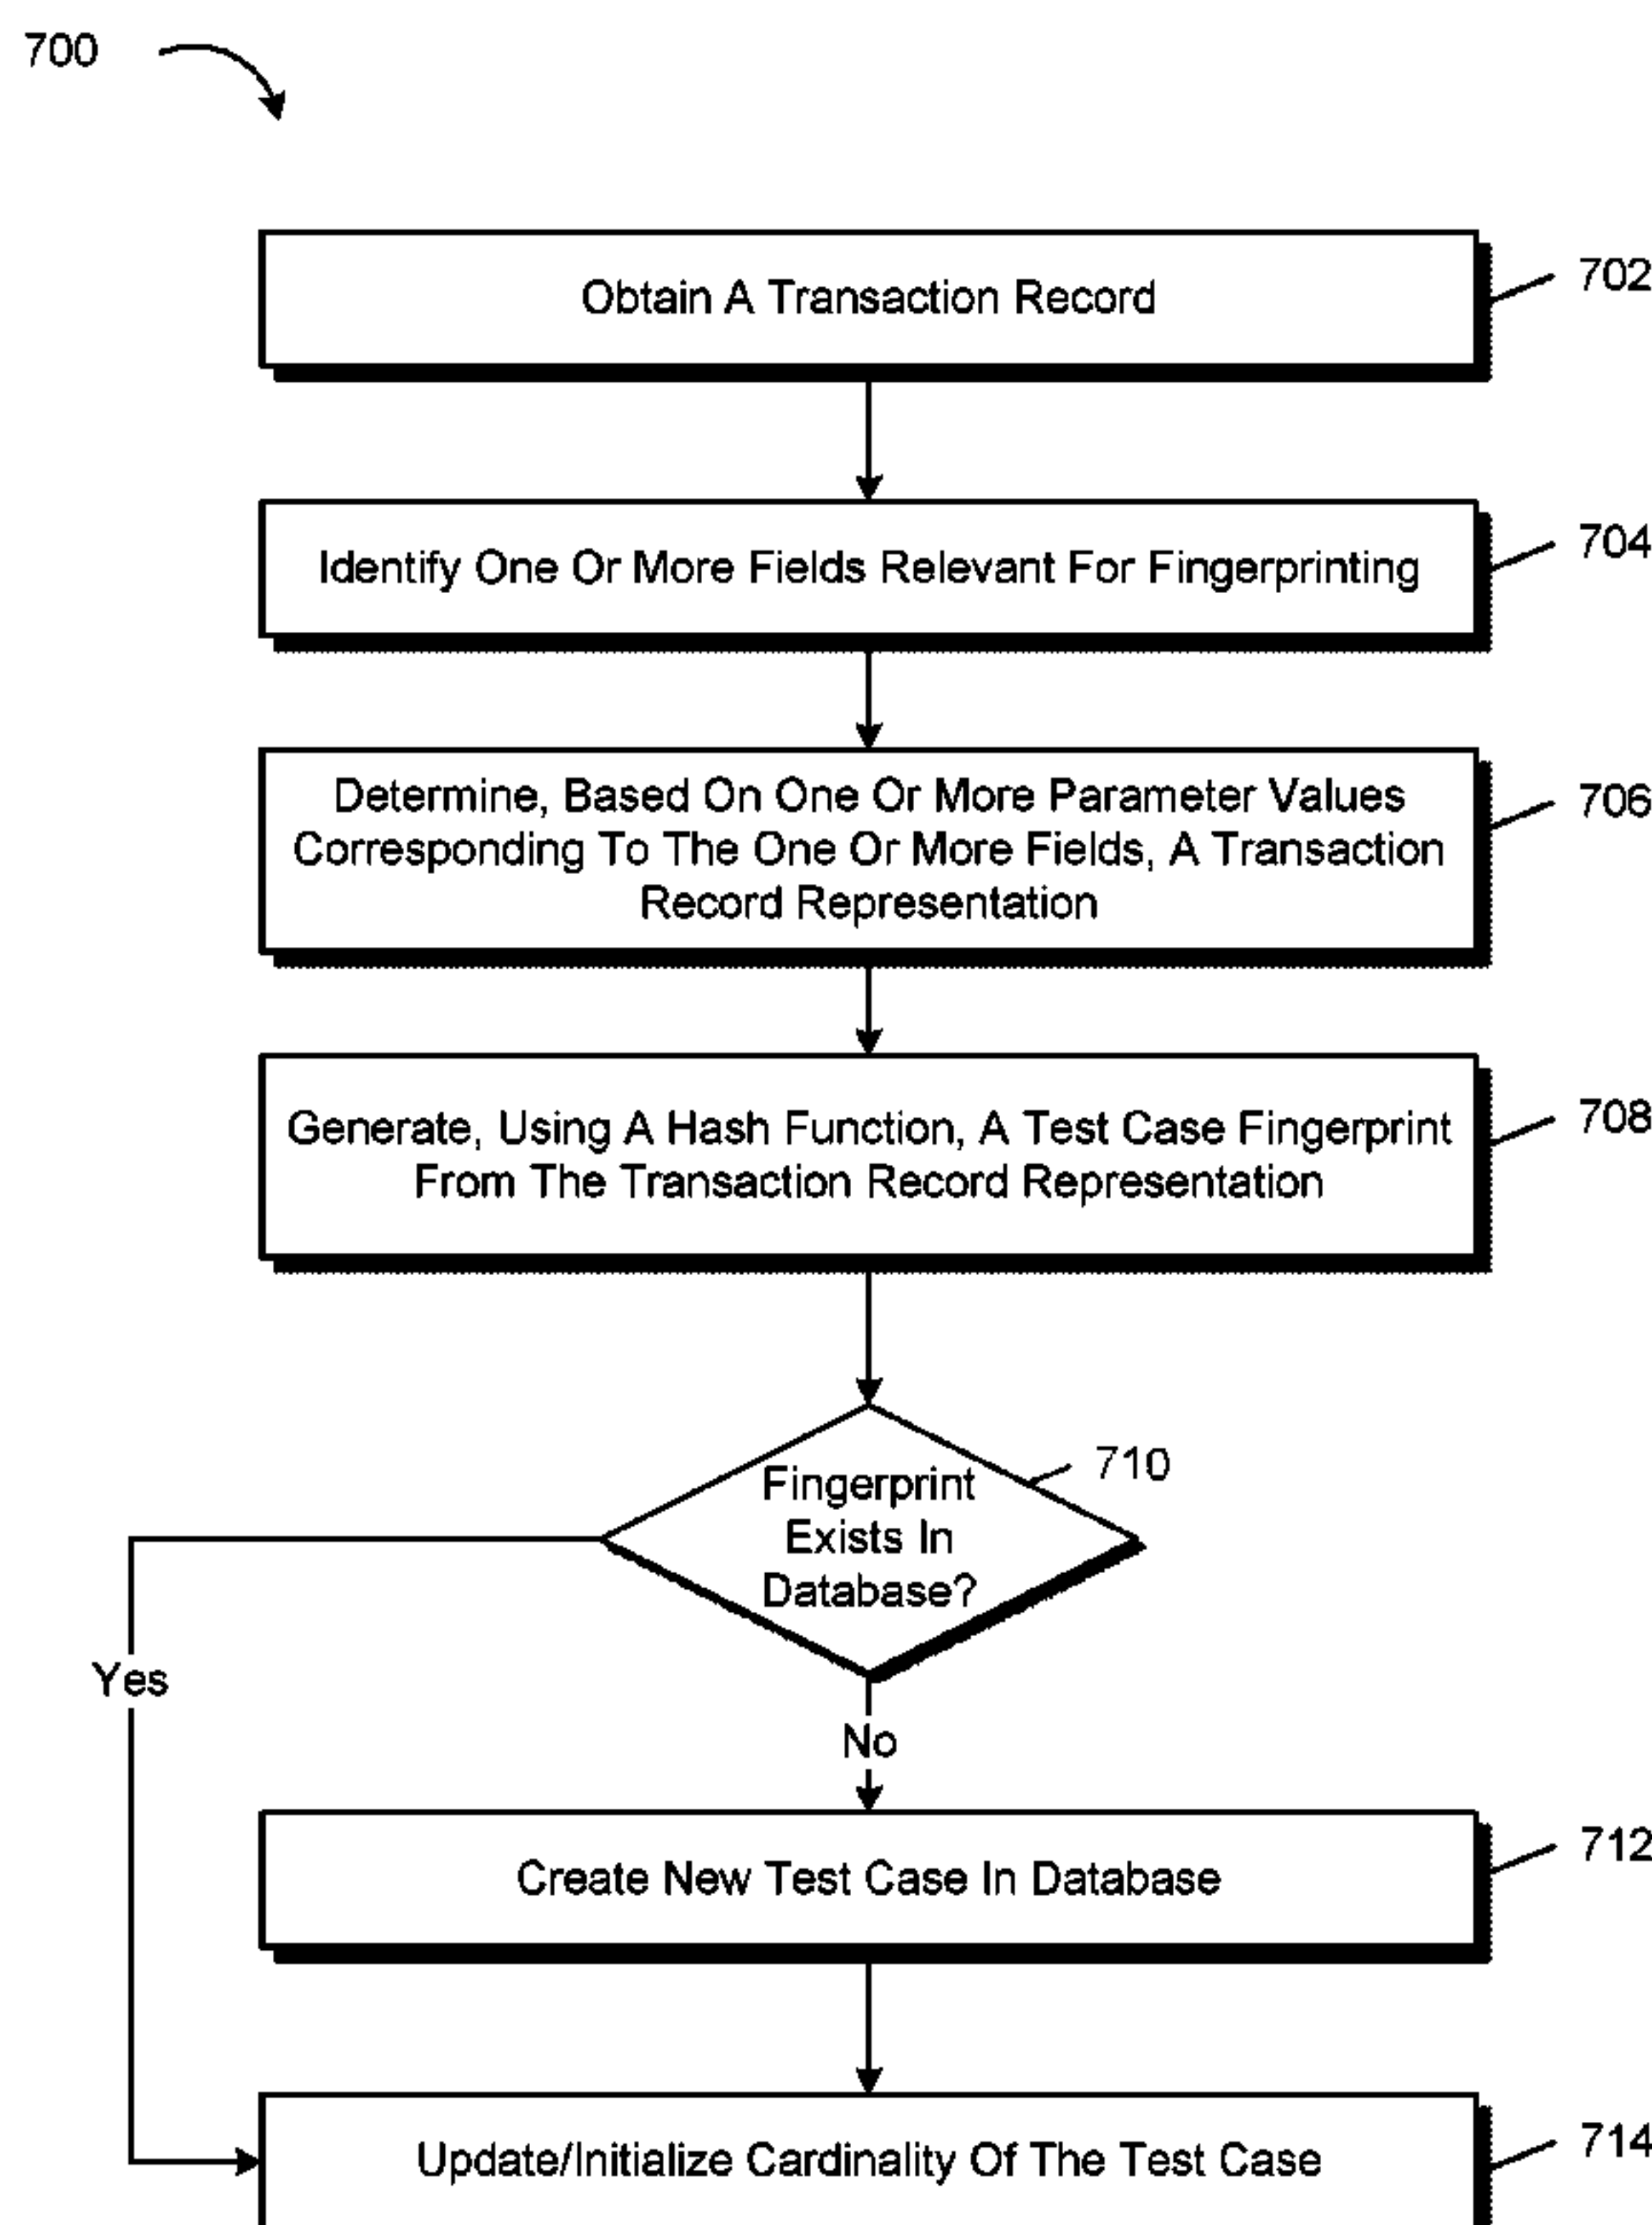 700
Obtain A Transaction Record
702
Identify One Or More Fields Relevant For Fingerprinting
704
Determine, Based On One Or More Parameter Values
Corresponding To The One Or More Fields, A Transaction
Record Representation
706
Generate, Using A Hash Function, A Test Case Fingerprint
From The Transaction Record Representation
708
Fingerprint
Exists In
Database?
710
Yes
No
Create New Test Case In Database
712
Update/Initialize Cardinality Of The Test Case
714